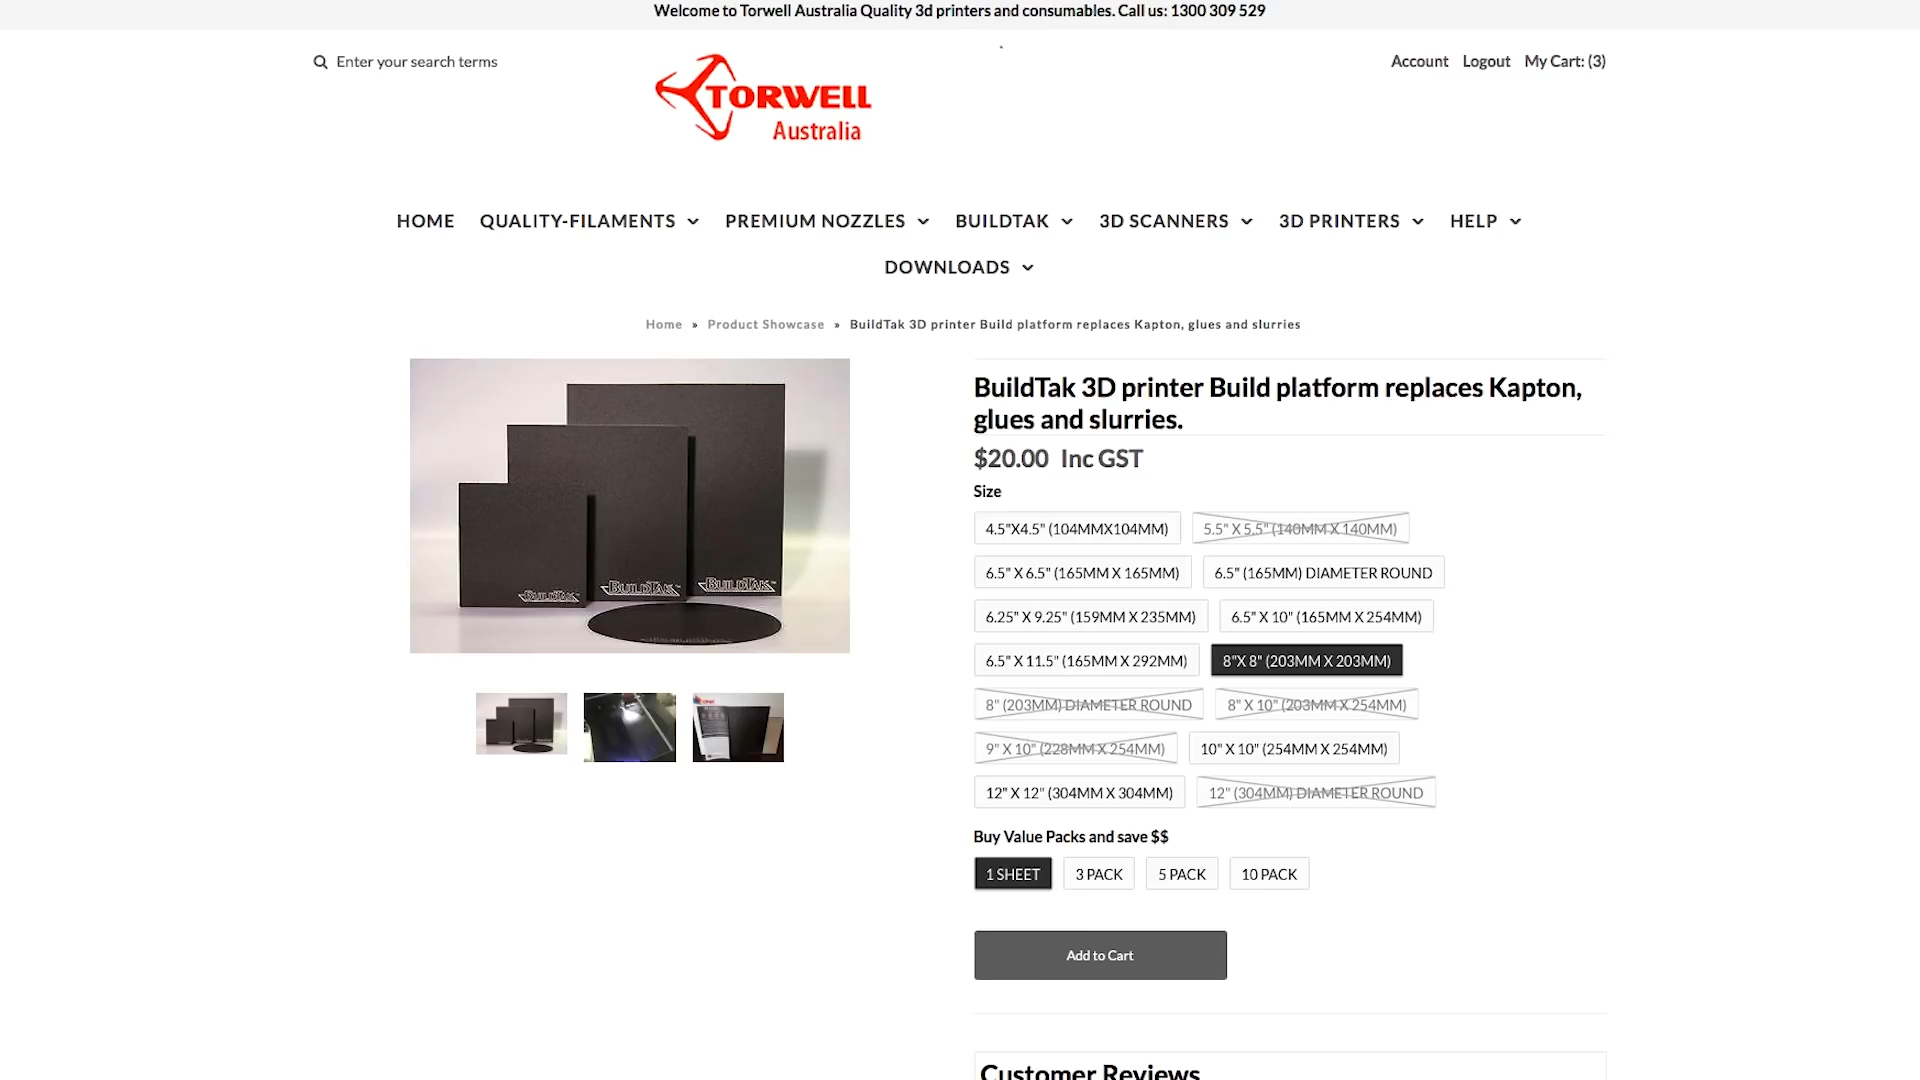 Welcome to Torwell Australia Quality 3d printers and consumables. Call us: 1300 309 529
Enter your search terms
TORWELL
Australia
Account Logout My Cart: (3)
HOME QUALITY-FILAMENTS PREMIUM NOZZLES BUILDTAK 3D SCANNERS 3D PRINTERS HELP
DOWNLOADS
Home » Product Showcase » BuildTak 3D printer Build platform replaces Kapton, glues and slurries
BUILDTAK™
BUILDTAK™
BUILDTAK™
BuildTak 3D printer Build platform replaces Kapton,
glues and slurries.
$20.00 Inc GST
Size
4.5"X4.5" (104MMX104MM) 5.5" X 5.5" (140MM X 140MM)
6.5" X 6.5" (165MM X 165MM) 6.5" (165MM) DIAMETER ROUND
6.25" X 9.25" (159MM X 235MM) 6.5" X 10" (165MM X 254MM)
6.5" X 11.5" (165MM X 292MM) 8"X 8" (203MM X 203MM)
8" (203MM) DIAMETER ROUND 8" X 10" (203MM X 254MM)
9" X 10" (228MM X 254MM) 10" X 10" (254MM X 254MM)
12" X 12" (304MM X 304MM) 12" (304MM) DIAMETER ROUND
Buy Value Packs and save $$
1 SHEET 3 PACK 5 PACK 10 PACK
Add to Cart
Customer Reviews